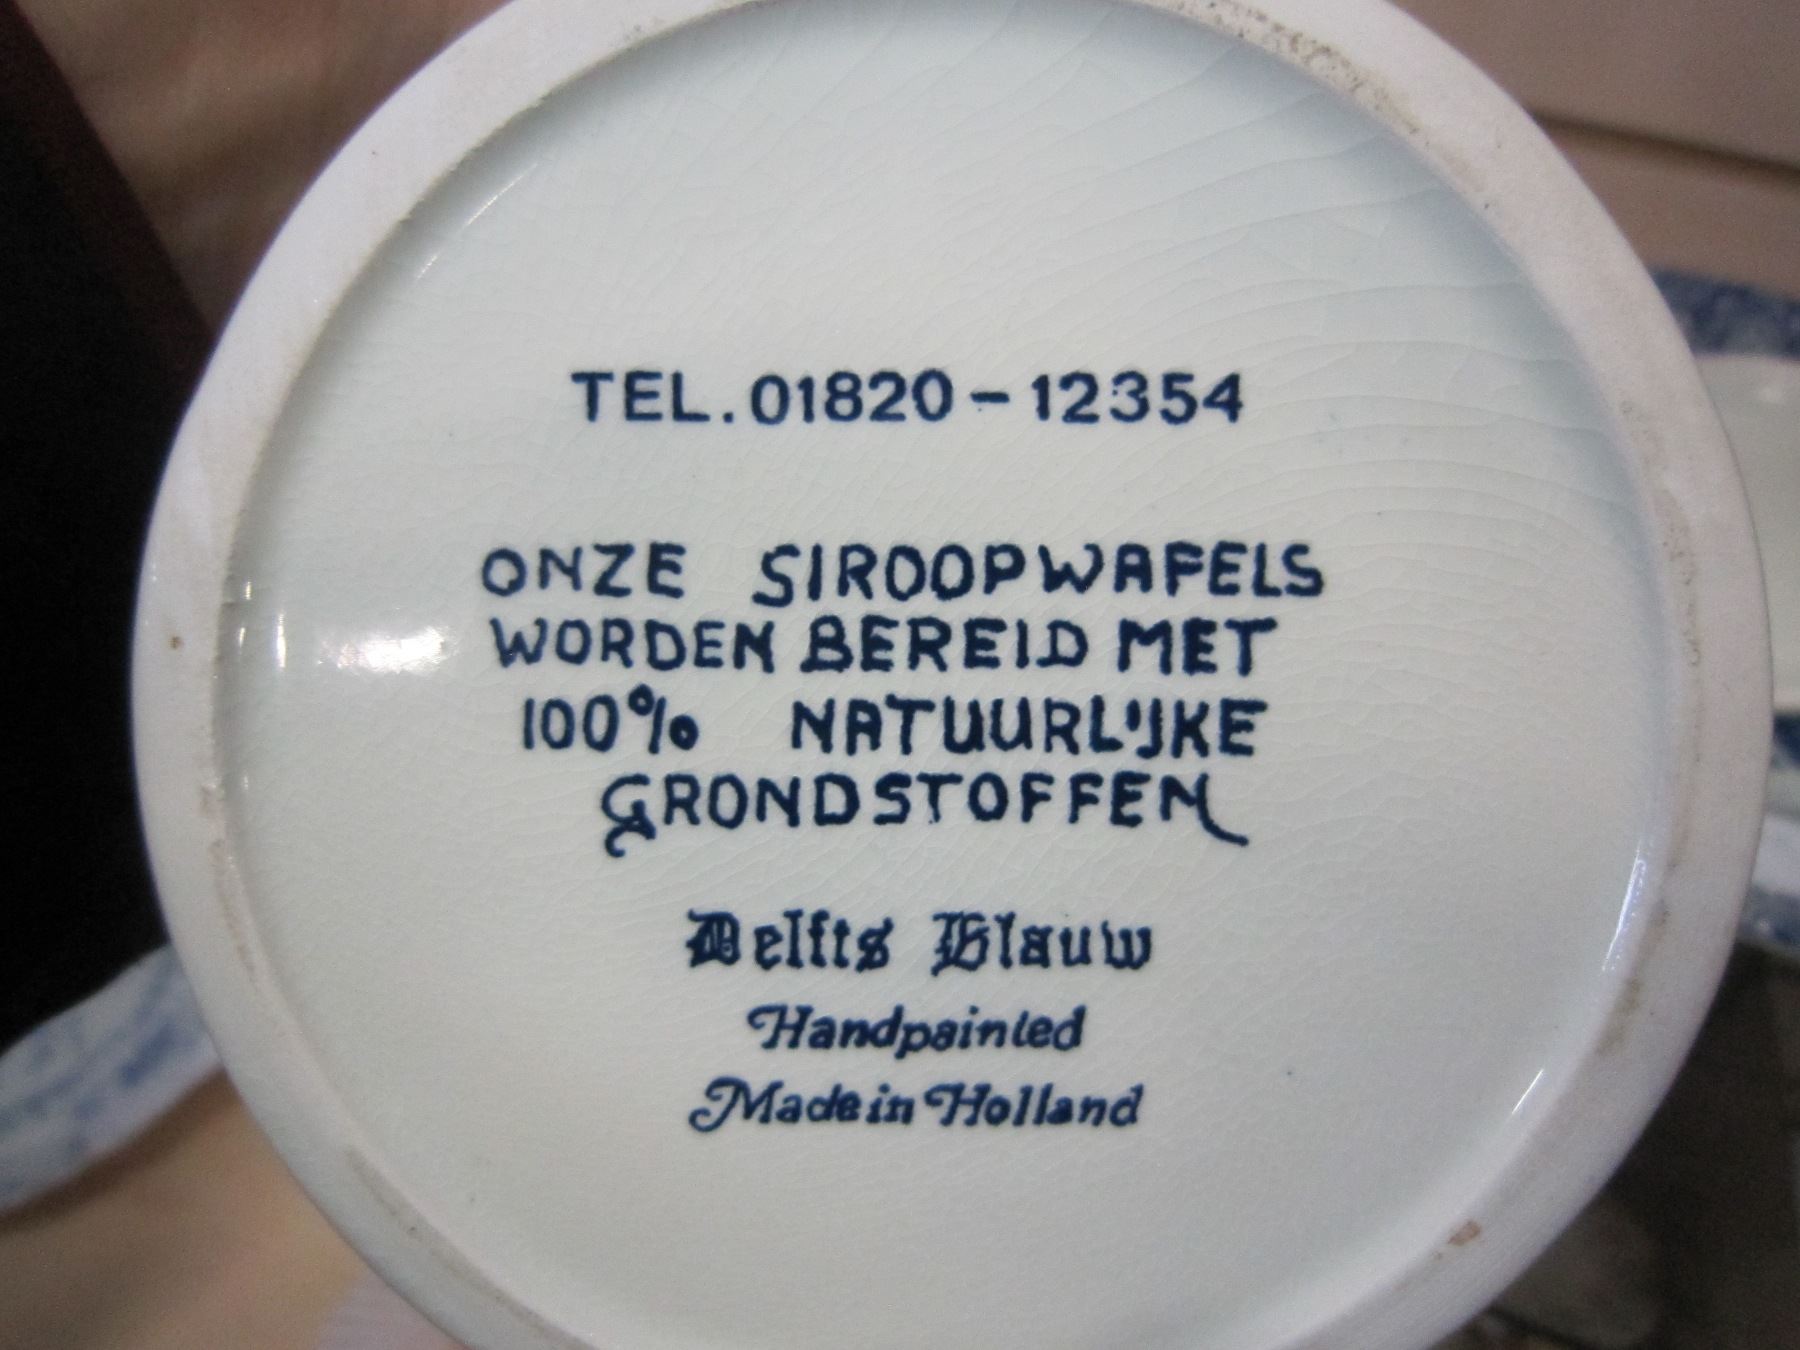 TEL. 01820-12354
ONZE SIROOPWAFELS
WORDEN BEREID MET
100% NATUURLIJKE
GRONDSTOFFEN
Delfts Blauw
Handpainted
Made in Holland